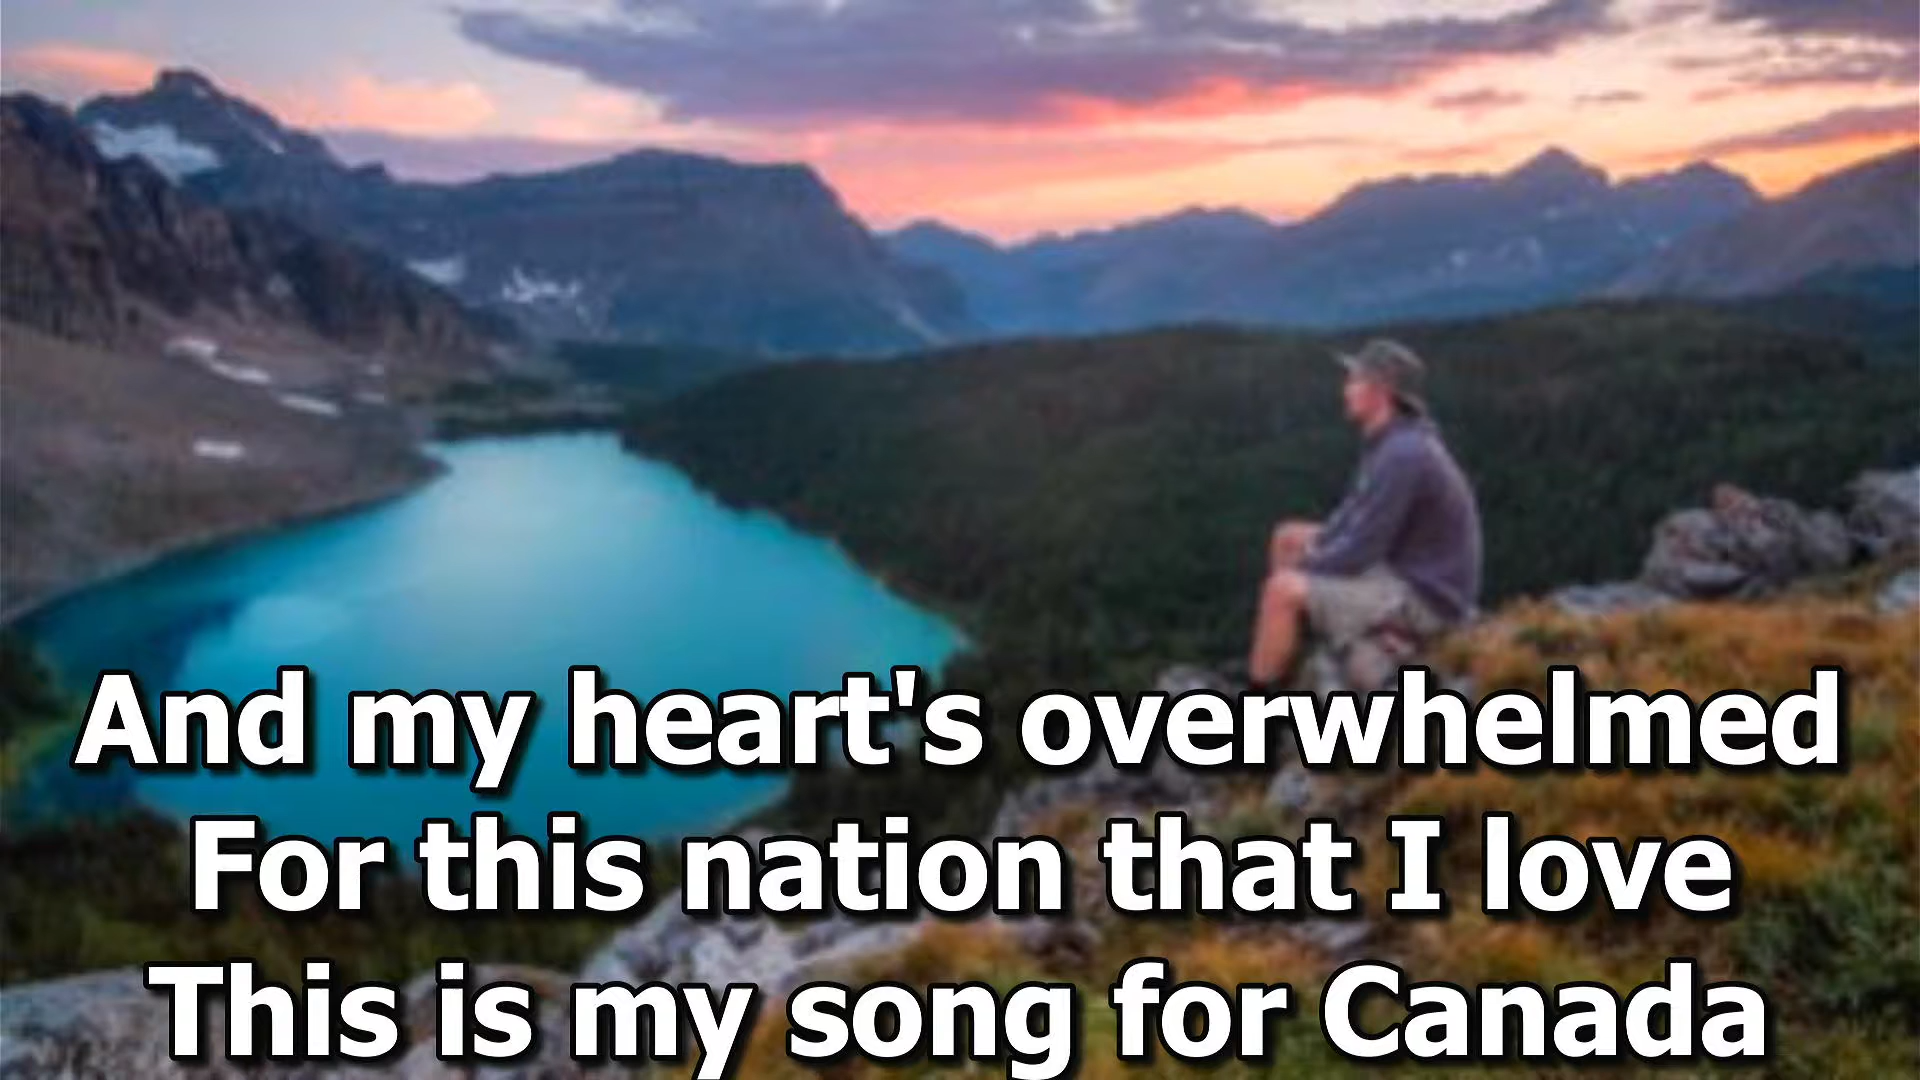 And my heart's overwhelmed
For this nation that I love
This is my song for Canada